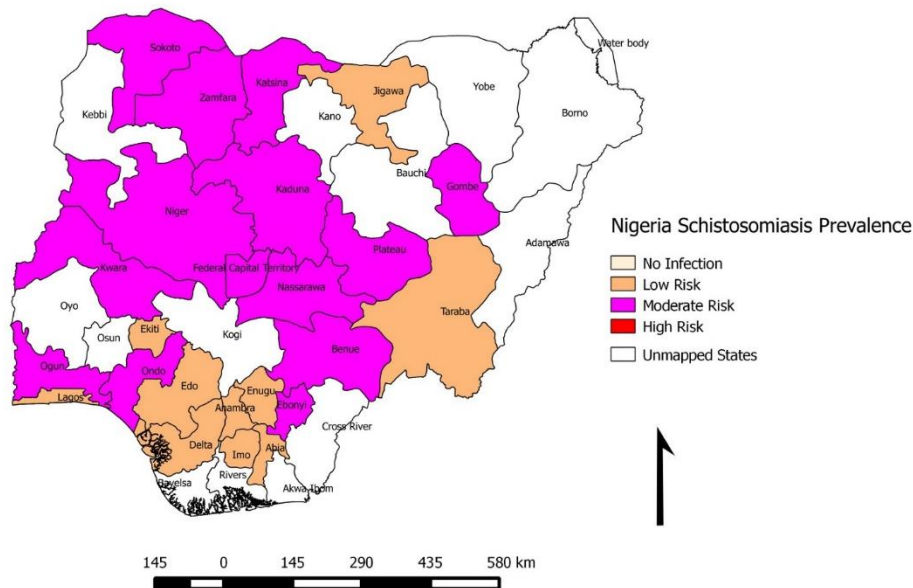 Water body
Sokoto
Katsina
Jigawa
Yobe
Zamfara
Kebbi
Kano
Borno
Bauchi
Kaduna
Gombe
Niger
Adamawa
Plateau
Kwara
Federal Capital Territory
Nassarawa
Taraba
Oyo
Kogi
Osun
Ekiti
Benue
Ogun
Ondo
Edo
Enugu
Lagos
Anambra
Ebonyi
Cross River
Delta
Imo
Abia
Rivers
Bayelsa
Akwa Ibom
Nigeria Schistosomiasis Prevalence
No Infection
Low Risk
Moderate Risk
High Risk
Unmapped States
145 0 145 290 435 580 km